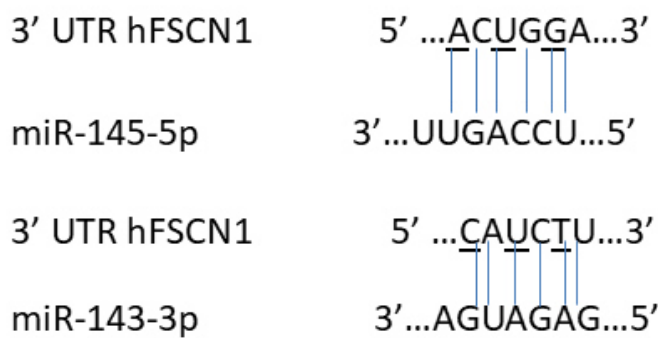 3’ UTR hFSCN1 5’ ...ACUGGA...3’
miR-145-5p 3’...UUGACCU...5’
3’ UTR hFSCN1 5’ ...CAUCTU...3’
miR-143-3p 3’...AGUAGAG...5’